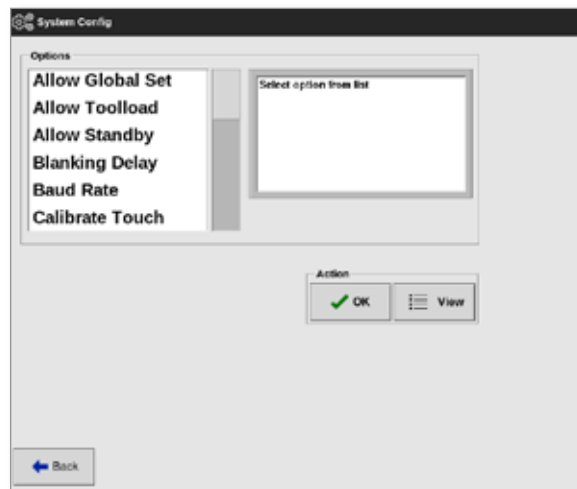 System Config
Options
Allow Global Set
Allow Toolload
Allow Standby
Blanking Delay
Baud Rate
Calibrate Touch
Select option from list
Action
OK
View
Back